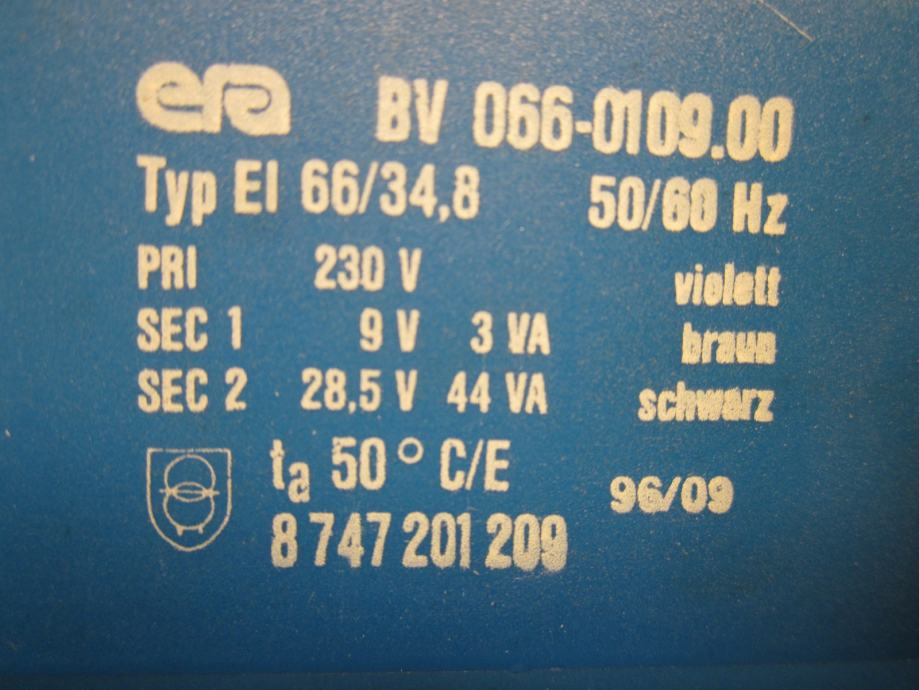 era BV 066-0109.00
Typ EI 66/34,8 50/60 Hz
PRI 230 V violett
SEC 1 9 V 3 VA braun
SEC 2 28,5 V 44 VA schwarz
ta 50° C/E 96/09
8 747 201 209